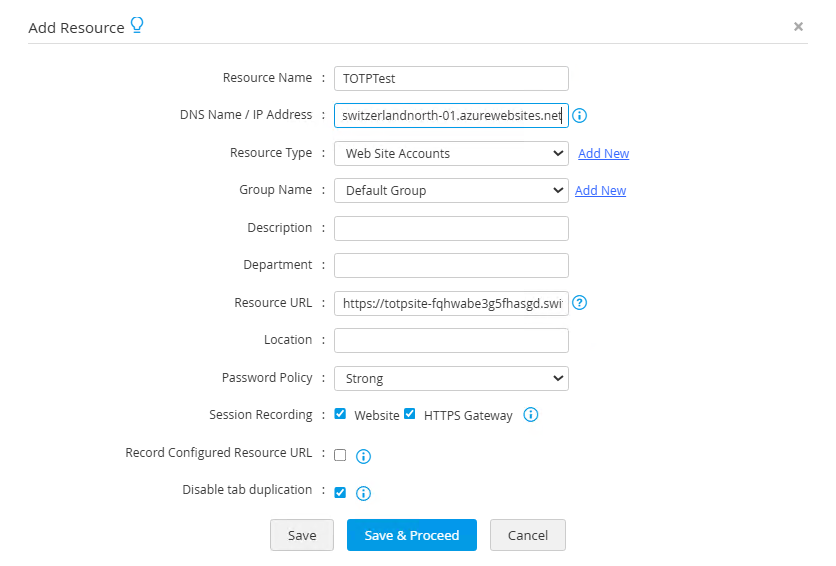 Add Resource ×
Resource Name : TOTPTest
DNS Name / IP Address : switzerlandnorth-01.azurewebsites.net
Resource Type : Web Site Accounts Add New
Group Name : Default Group Add New
Description :
Department :
Resource URL : https://totpsite-fqhwabe3g5fhasgd.swi
Location :
Password Policy : Strong
Session Recording : Website HTTPS Gateway
Record Configured Resource URL :
Disable tab duplication :
Save Save & Proceed Cancel